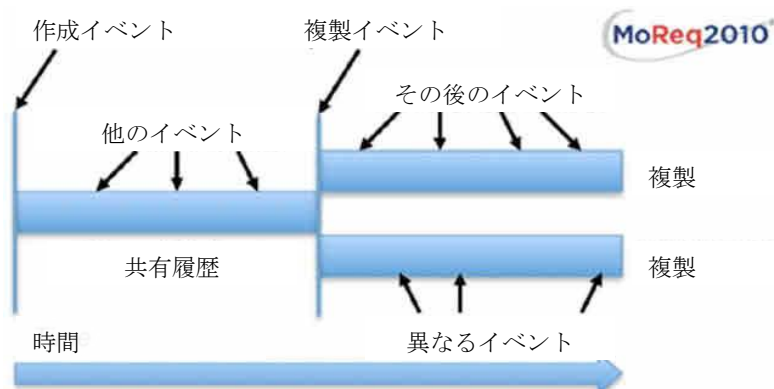 作成イベント
複製イベント
MoReq2010
その後のイベント
他のイベント
複製
共有履歴
複製
時間
異なるイベント